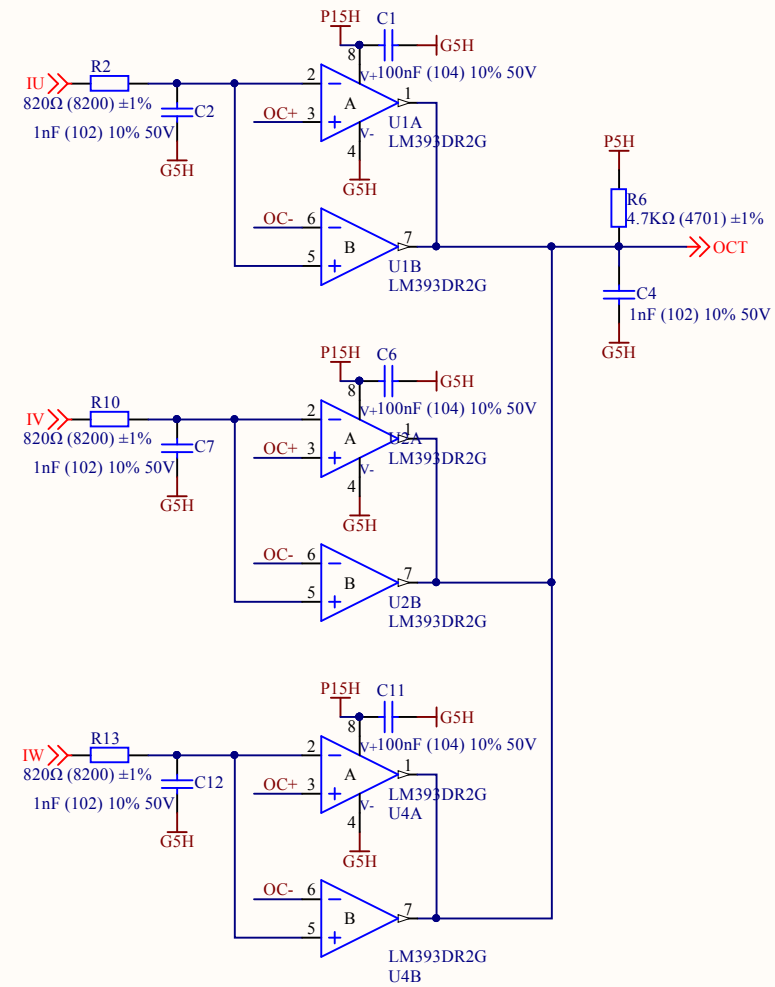 P15H
C1
G5H
8
V+
100nF (104) 10% 50V
IU
R2
820Ω (8200) ±1%
C2
1nF (102) 10% 50V
G5H
2
A
1
OC+
3
V-
U1A
LM393DR2G
4
G5H
OC-
6
B
7
5
U1B
LM393DR2G
P5H
R6
4.7KΩ (4701) ±1%
OCT
C4
1nF (102) 10% 50V
G5H
P15H
C6
G5H
8
V+
100nF (104) 10% 50V
IV
R10
820Ω (8200) ±1%
C7
1nF (102) 10% 50V
G5H
2
A
1
U2A
OC+
3
V-
LM393DR2G
4
G5H
OC-
6
B
7
5
U2B
LM393DR2G
P15H
C11
G5H
8
V+
100nF (104) 10% 50V
IW
R13
820Ω (8200) ±1%
C12
1nF (102) 10% 50V
G5H
2
A
1
OC+
3
V-
LM393DR2G
U4A
4
G5H
OC-
6
B
7
5
LM393DR2G
U4B